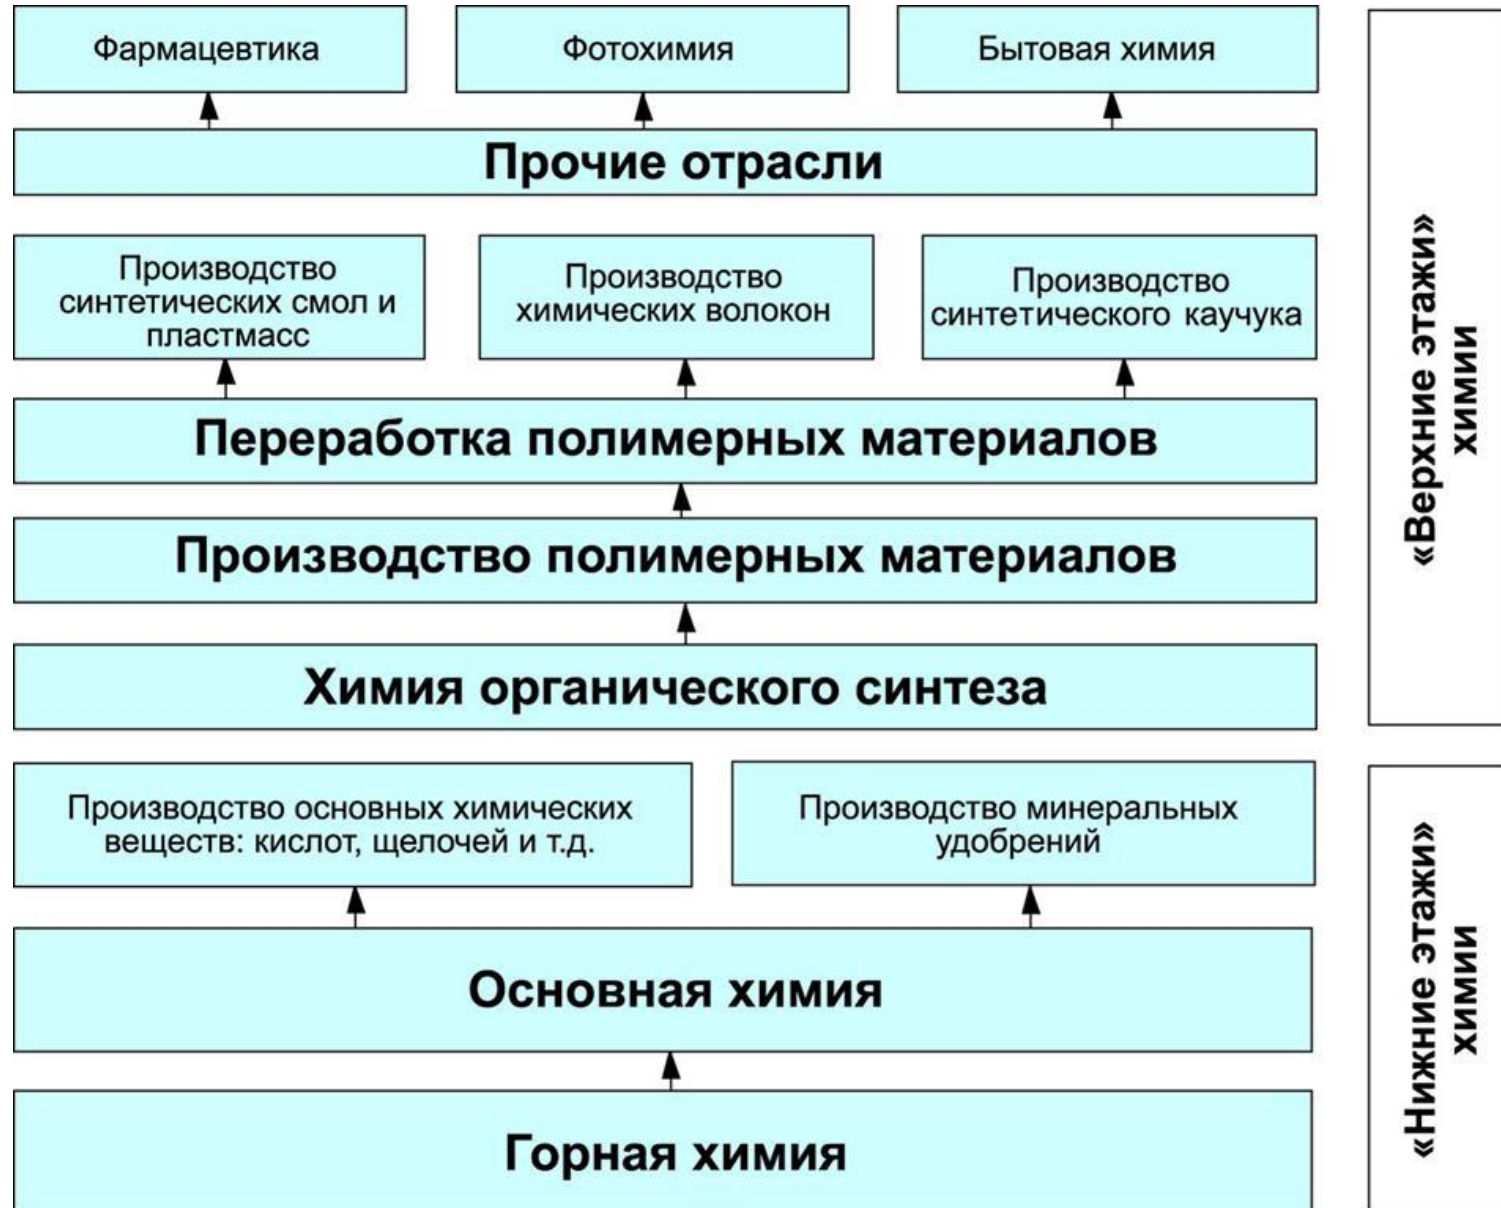 Фармацевтика
Фотохимия
Бытовая химия
Прочие отрасли
Производство
синтетических смол и
пластмасс
Производство
химических волокон
Производство
синтетического каучука
Переработка полимерных материалов
Производство полимерных материалов
Химия органического синтеза
«Верхние этажи»
химии
Производство основных химических
веществ: кислот, щелочей и т.д.
Производство минеральных
удобрений
Основная химия
Горная химия
«Нижние этажи»
химии